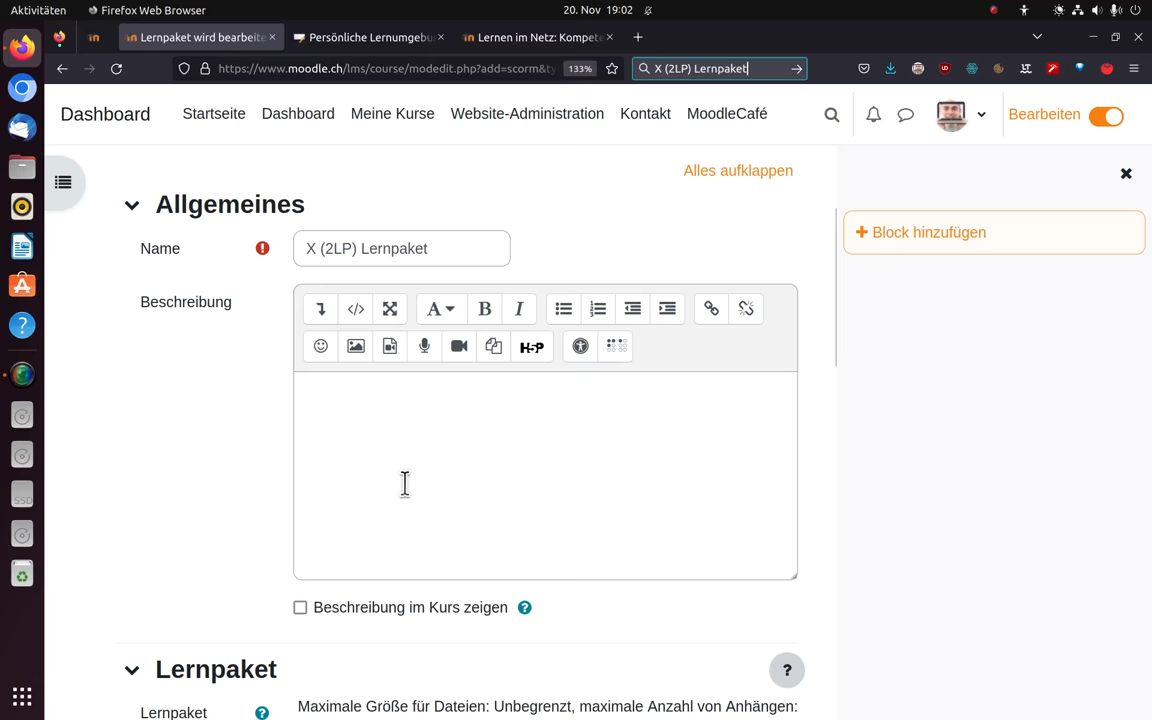 Aktivitäten Firefox Web Browser 20. Nov 19:02
Lernpaket wird bearbeite Persönliche Lernumgebu Lernen im Netz: Kompete
https://www.moodle.ch/lms/course/modedit.php?add=scorm&ty 133% X (2LP) Lernpaket
Dashboard Startseite Dashboard Meine Kurse Website-Administration Kontakt MoodleCafé Bearbeiten
Alles aufklappen
Allgemeines
Name X (2LP) Lernpaket
Block hinzufügen
Beschreibung
A B I
H5P
Beschreibung im Kurs zeigen
Lernpaket
Lernpaket Maximale Größe für Dateien: Unbegrenzt, maximale Anzahl von Anhängen: